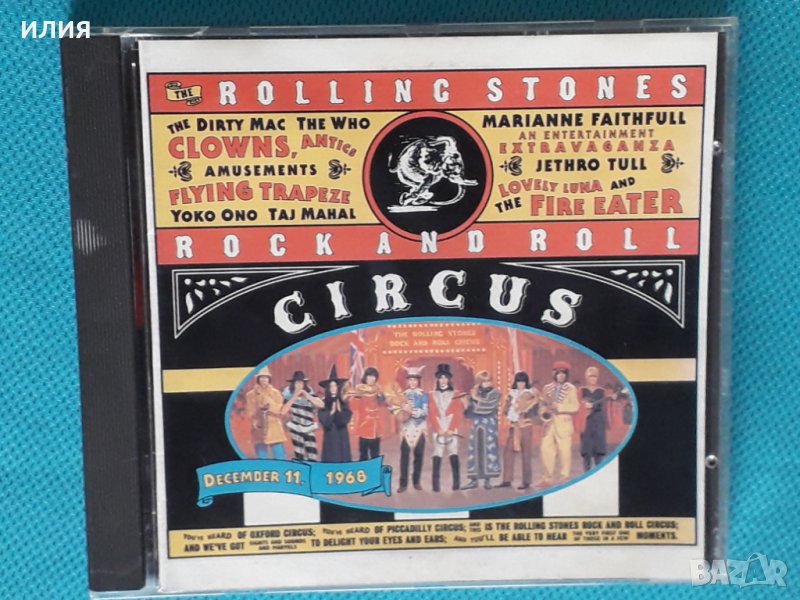 илия
THE
ROLLING STONES
THE DIRTY MAC THE WHO
CLOWNS, ANTICS
AMUSEMENTS
FLYING TRAPEZE
YOKO ONO TAJ MAHAL
MARIANNE FAITHFULL
AN ENTERTAINMENT
EXTRAVAGANZA
JETHRO TULL
LOVELY LUNA AND
THE FIRE EATER
ROCK AND ROLL
CIRCUS
THE ROLLING STONES
ROCK AND ROLL CIRCUS
DECEMBER 11, 1968
YOU'VE HEARD OF OXFORD CIRCUS; YOU'VE HEARD OF PICCADILLY CIRCUS; AND THIS IS THE ROLLING STONES ROCK AND ROLL CIRCUS;
AND WE'VE GOT SIGHTS AND SOUNDS AND MARVELS TO DELIGHT YOUR EYES AND EARS; AND YOU'LL BE ABLE TO HEAR THE VERY FIRST ONE OF THOSE IN A FEW MOMENTS.
BAZAR